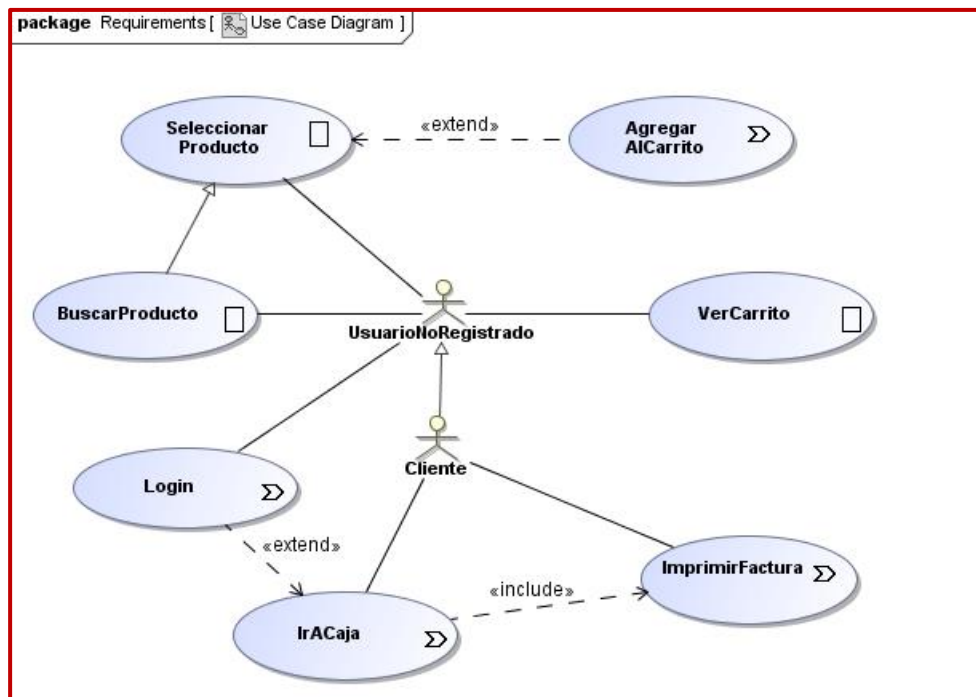 package Requirements [ Use Case Diagram ]
Seleccionar
Producto
«extend»
Agregar
AlCarrito
BuscarProducto
UsuarioNoRegistrado
VerCarrito
Cliente
Login
«extend»
ImprimirFactura
«include»
IrACaja